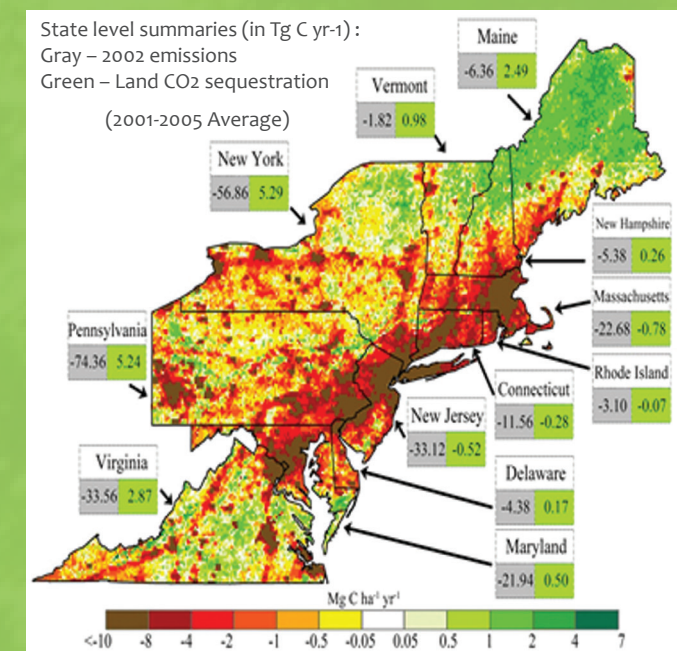 State level summaries (in Tg C yr-1) :
Gray – 2002 emissions
Green – Land CO2 sequestration
(2001-2005 Average)
Maine
-6.36 2.49
Vermont
-1.82 0.98
New York
-56.86 5.29
New Hampshire
-5.38 0.26
Massachusetts
-22.68 -0.78
Pennsylvania
-74.36 5.24
Rhode Island
-3.10 -0.07
Connecticut
-11.56 -0.28
New Jersey
-33.12 -0.52
Virginia
-33.56 2.87
Delaware
-4.38 0.17
Maryland
-21.94 0.50
Mg C ha⁻¹ yr⁻¹
<-10 -8 -4 -2 -1 -0.5 -0.05 0.05 0.5 1 2 4 7